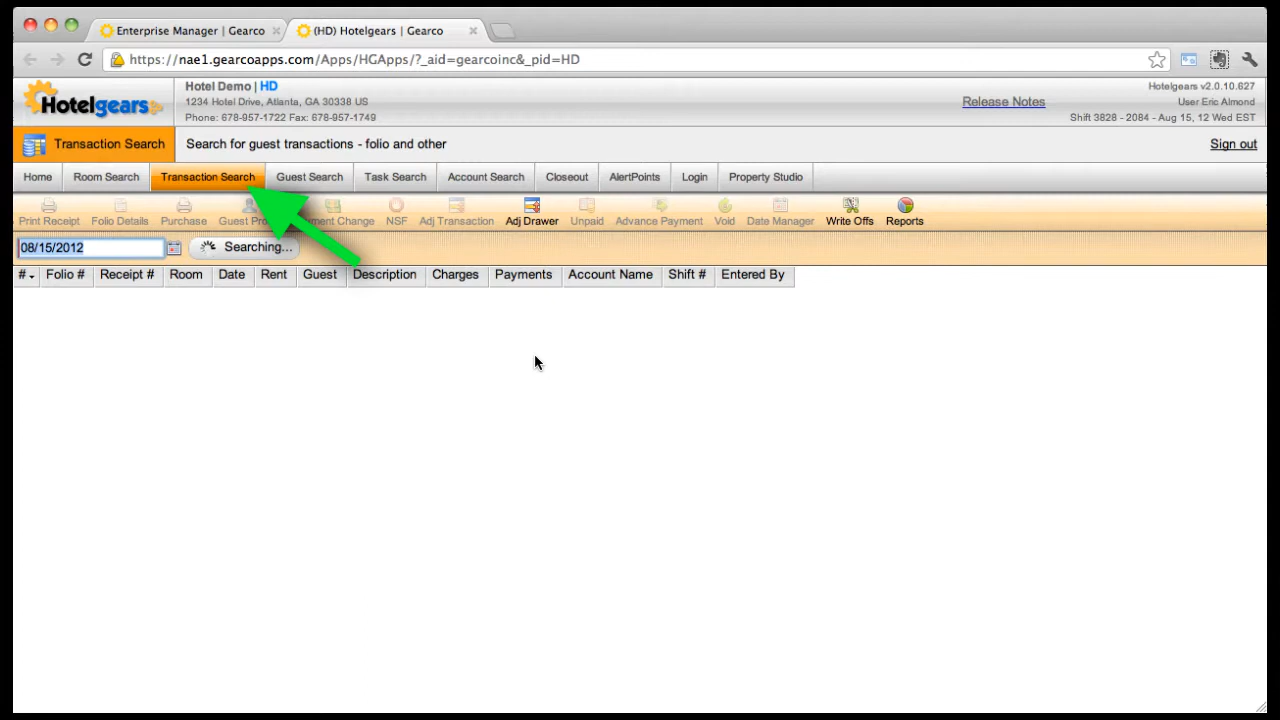 Enterprise Manager | Gearco
(HD) Hotelgears | Gearco
https://nae1.gearcoapps.com/Apps/HGApps/?_aid=gearcoinc&_pid=HD
Hotelgears
Hotel Demo | HD
1234 Hotel Drive, Atlanta, GA 30338 US
Phone: 678-957-1722 Fax: 678-957-1749
Release Notes
Hotelgears v2.0.10.627
User Eric Almond
Shift 3828 - 2084 - Aug 15, 12 Wed EST
Transaction Search Search for guest transactions - folio and other Sign out
Home Room Search Transaction Search Guest Search Task Search Account Search Closeout AlertPoints Login Property Studio
Print Receipt Folio Details Purchase Guest Change NSF Adj Transaction Adj Drawer Unpaid Advance Payment Void Date Manager Write Offs Reports
08/15/2012 Searching...
# Folio # Receipt # Room Date Rent Guest Description Charges Payments Account Name Shift # Entered By